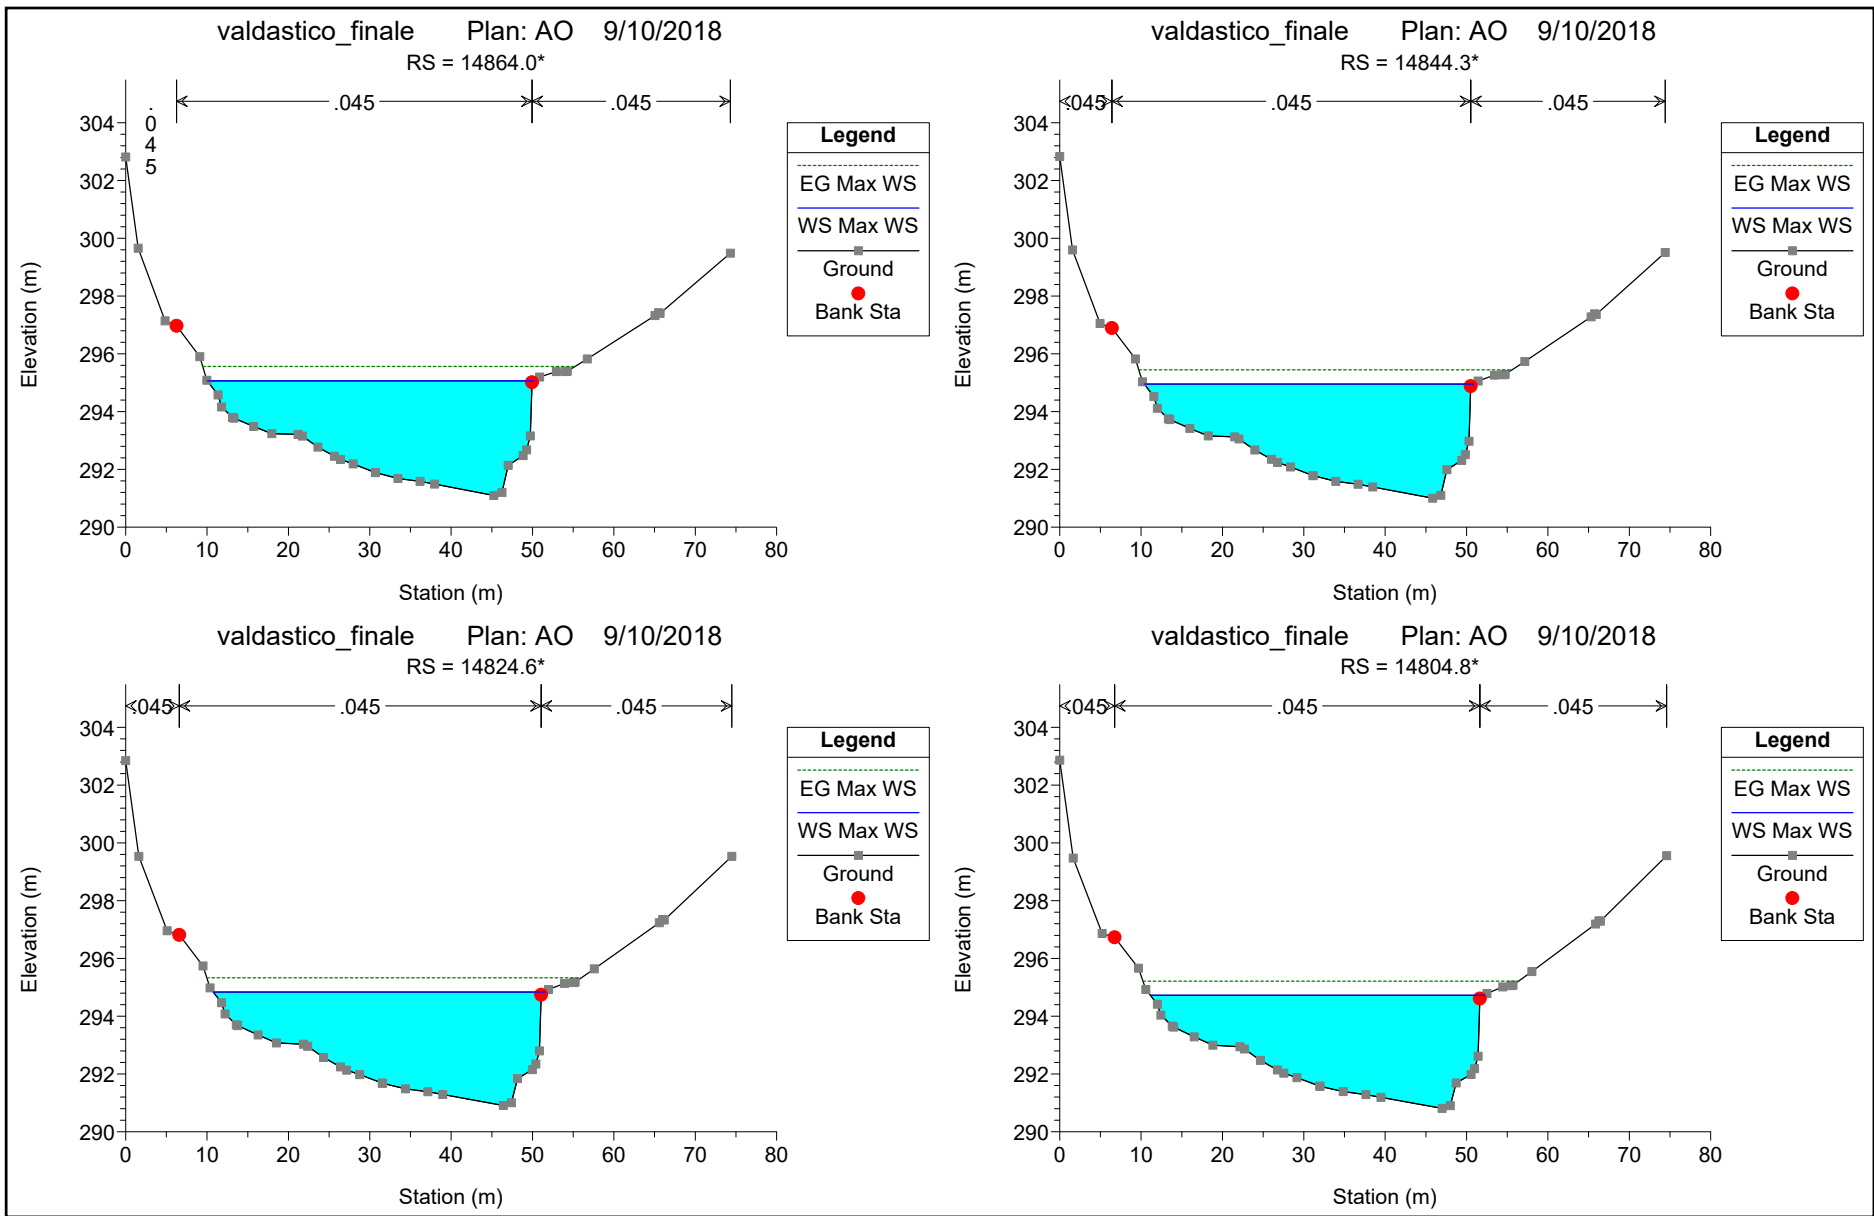 valdastico_finale Plan: AO 9/10/2018
RS = 14864.0*
.045 .045 .045
304
302
300
298
296
294
292
290
Elevation (m)
0 10 20 30 40 50 60 70 80
Station (m)
Legend
EG Max WS
WS Max WS
Ground
Bank Sta
valdastico_finale Plan: AO 9/10/2018
RS = 14844.3*
.045 .045 .045
304
302
300
298
296
294
292
290
Elevation (m)
0 10 20 30 40 50 60 70 80
Station (m)
Legend
EG Max WS
WS Max WS
Ground
Bank Sta
valdastico_finale Plan: AO 9/10/2018
RS = 14824.6*
.045 .045 .045
304
302
300
298
296
294
292
290
Elevation (m)
0 10 20 30 40 50 60 70 80
Station (m)
Legend
EG Max WS
WS Max WS
Ground
Bank Sta
valdastico_finale Plan: AO 9/10/2018
RS = 14804.8*
.045 .045 .045
304
302
300
298
296
294
292
290
Elevation (m)
0 10 20 30 40 50 60 70 80
Station (m)
Legend
EG Max WS
WS Max WS
Ground
Bank Sta